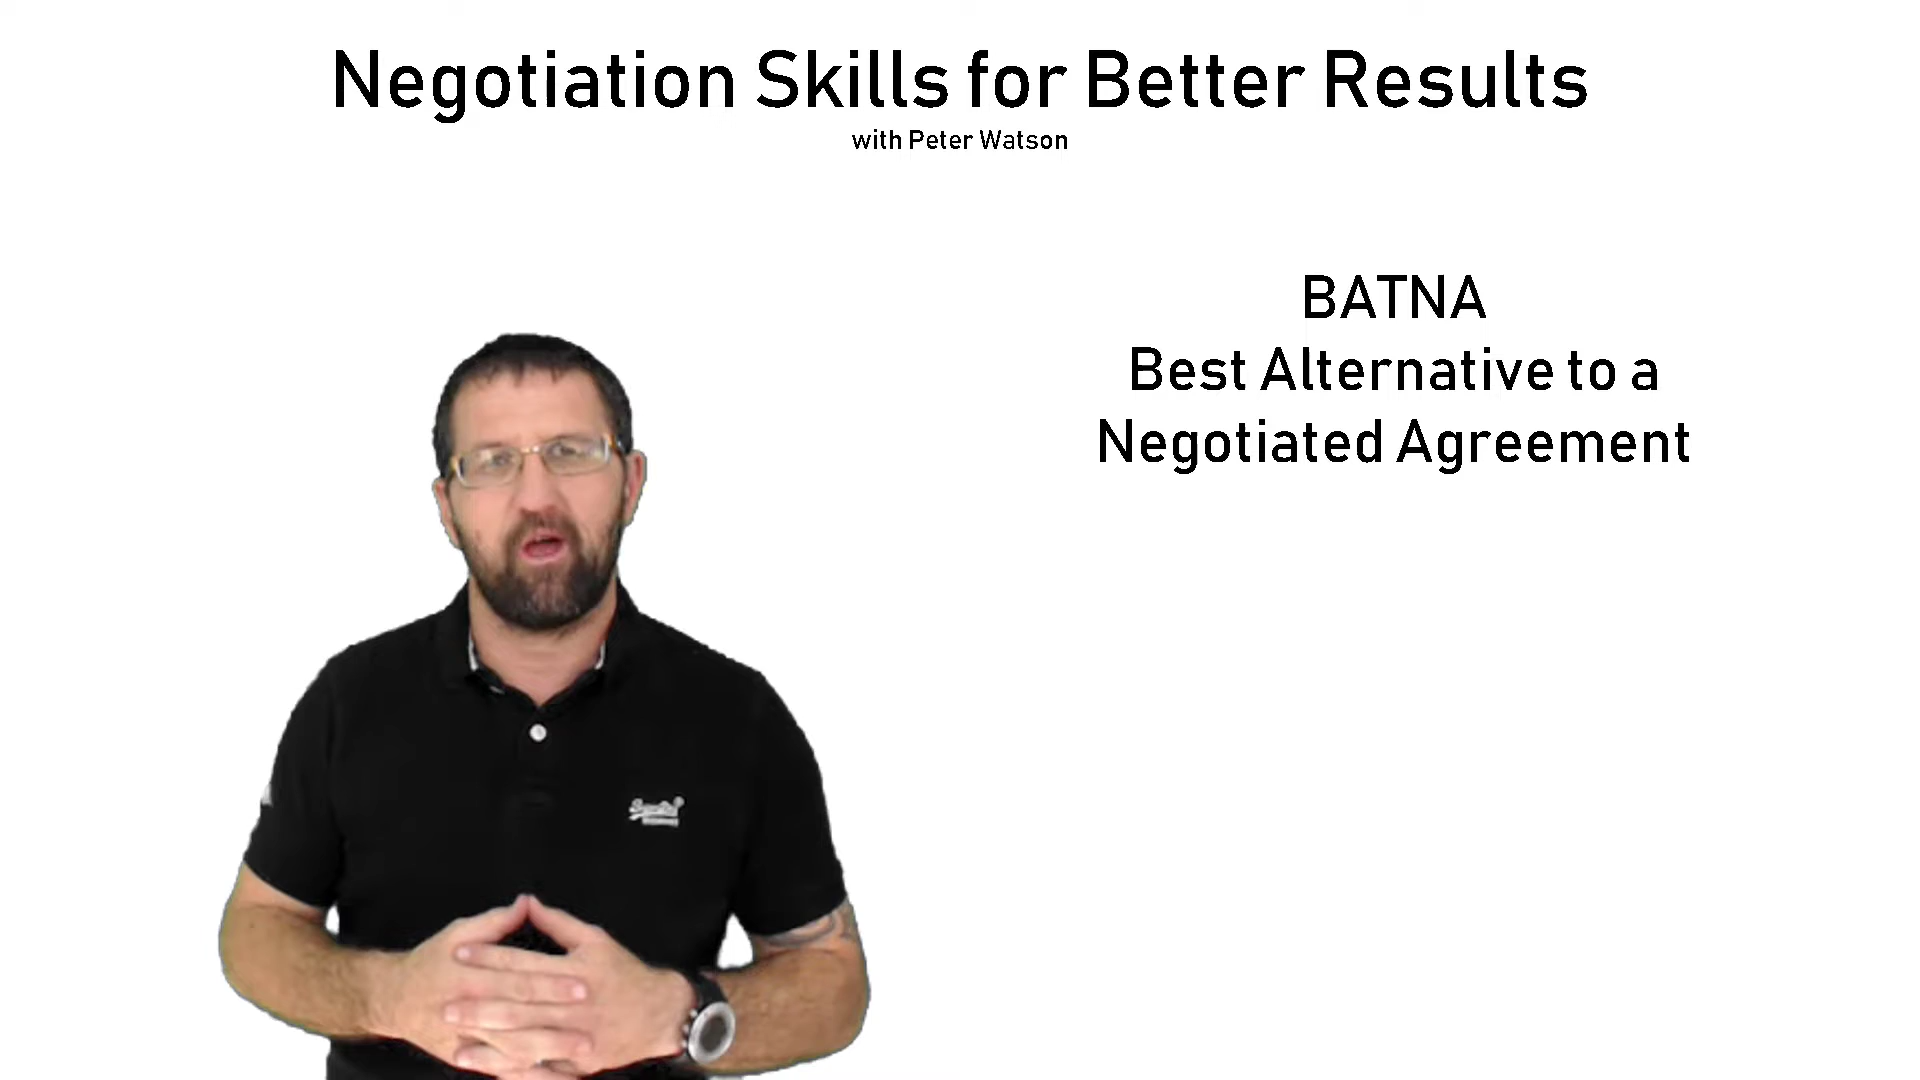 Negotiation Skills for Better Results
with Peter Watson
BATNA
Best Alternative to a
Negotiated Agreement